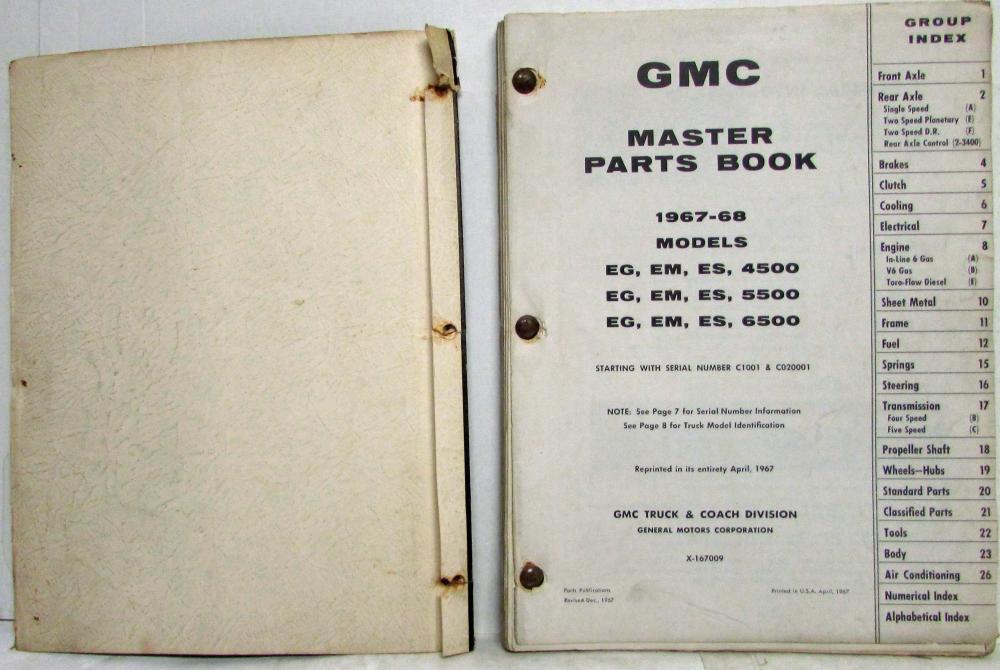 GMC
MASTER
PARTS BOOK
1967-68
MODELS
EG, EM, ES, 4500
EG, EM, ES, 5500
EG, EM, ES, 6500
STARTING WITH SERIAL NUMBER C1001 & C020001
NOTE: See Page 7 for Serial Number Information
See Page 8 for Truck Model Identification
Reprinted in its entirety April, 1967
GMC TRUCK & COACH DIVISION
GENERAL MOTORS CORPORATION
X-167009
Parts Publications
Revised Dec., 1967
Printed in U.S.A. April, 1967
GROUP
INDEX
Front Axle 1
Rear Axle 2
Single Speed (A)
Two Speed Planetary (E)
Two Speed D.R. (F)
Rear Axle Control (2-3400)
Brakes 4
Clutch 5
Cooling 6
Electrical 7
Engine 8
In-Line 6 Gas (A)
V6 Gas (B)
Toro-Flow Diesel (E)
Sheet Metal 10
Frame 11
Fuel 12
Springs 15
Steering 16
Transmission 17
Four Speed (B)
Five Speed (C)
Propeller Shaft 18
Wheels—Hubs 19
Standard Parts 20
Classified Parts 21
Tools 22
Body 23
Air Conditioning 26
Numerical Index
Alphabetical Index